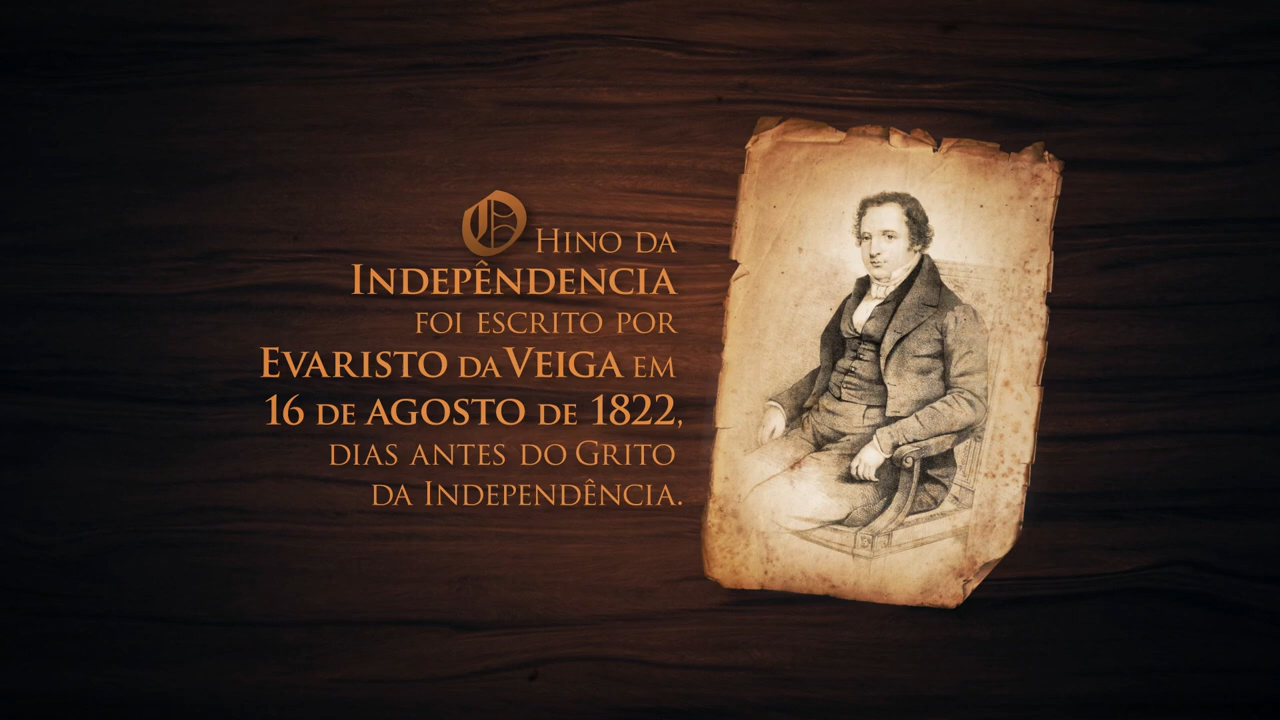 O Hino da
Indepêndencia
foi escrito por
Evaristo da Veiga em
16 de agosto de 1822,
dias antes do Grito
da Independência.